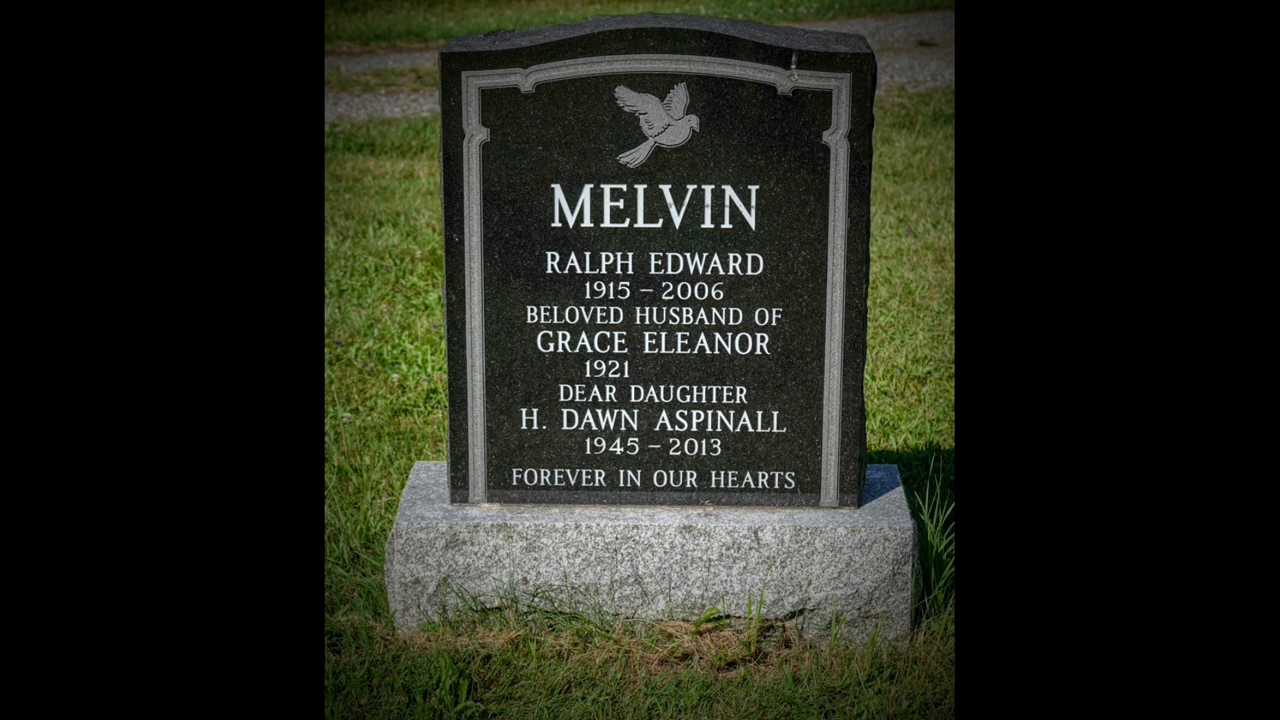 MELVIN
RALPH EDWARD
1915 – 2006
BELOVED HUSBAND OF
GRACE ELEANOR
1921
DEAR DAUGHTER
H. DAWN ASPINALL
1945 – 2013
FOREVER IN OUR HEARTS